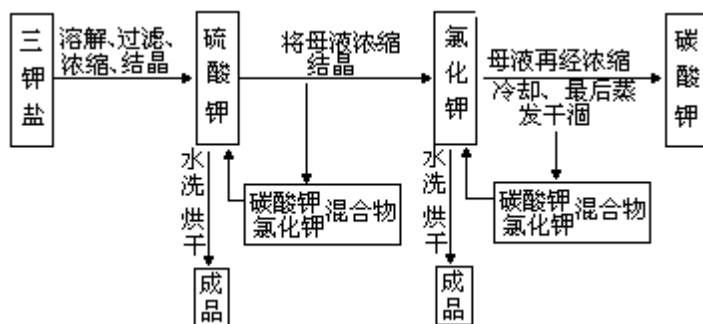 三钾盐
溶解、过滤、
浓缩、结晶
硫酸钾
将母液浓缩
结晶
氯化钾
母液再经浓缩
冷却、最后蒸
发干涸
碳酸钾
水洗烘干
碳酸钾
氯化钾
混合物
水洗烘干
碳酸钾
氯化钾
混合物
成品
成品